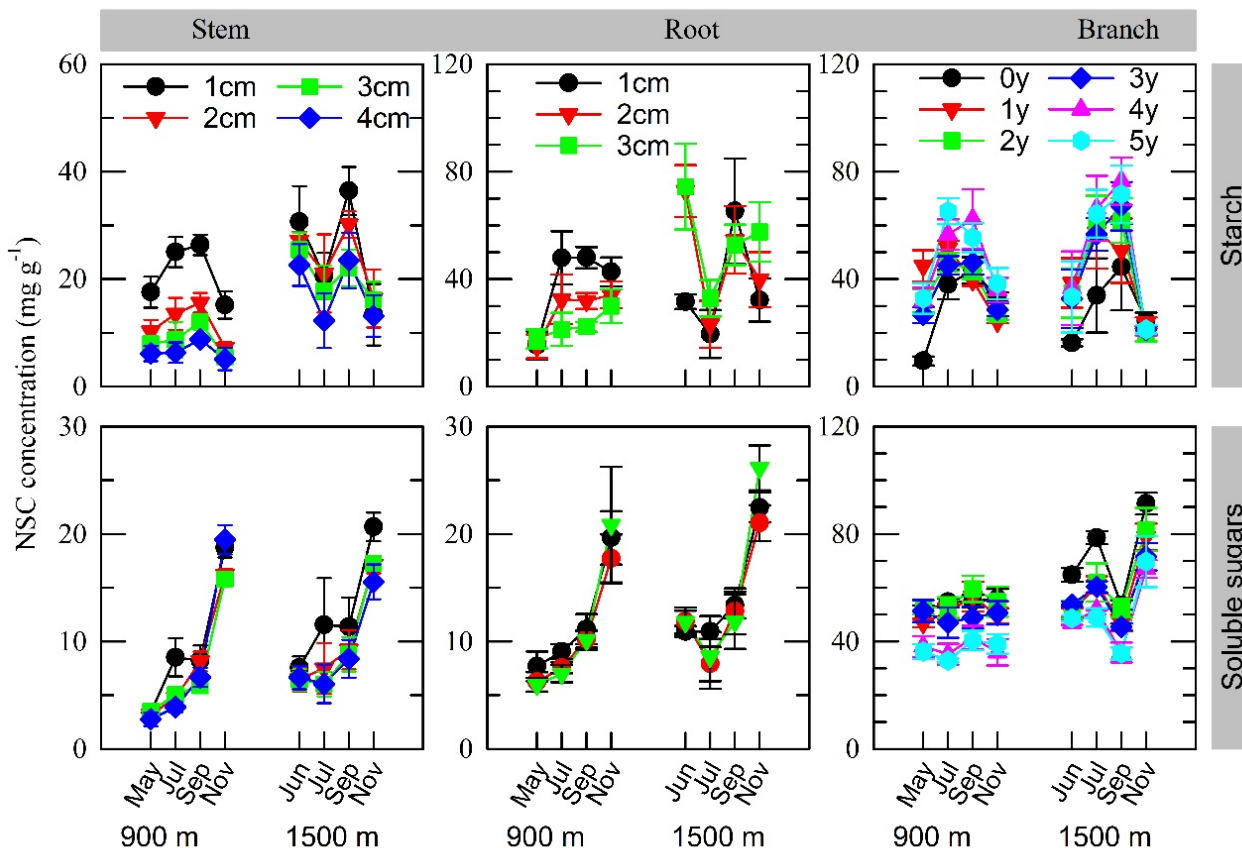 Stem Root Branch
60 120 120
1cm 3cm 1cm 0y 3y
2cm 4cm 2cm 1y 4y
3cm 2y 5y
40 80 80
20 40 40
0 0 0
Starch
NSC concentration (mg g-1)
30 30 120
20 20 80
10 10 40
0 0 0
Soluble sugars
May Jul Sep Nov Jun Jul Sep Nov May Jul Sep Nov Jun Jul Sep Nov May Jul Sep Nov Jun Jul Sep Nov
900 m 1500 m 900 m 1500 m 900 m 1500 m